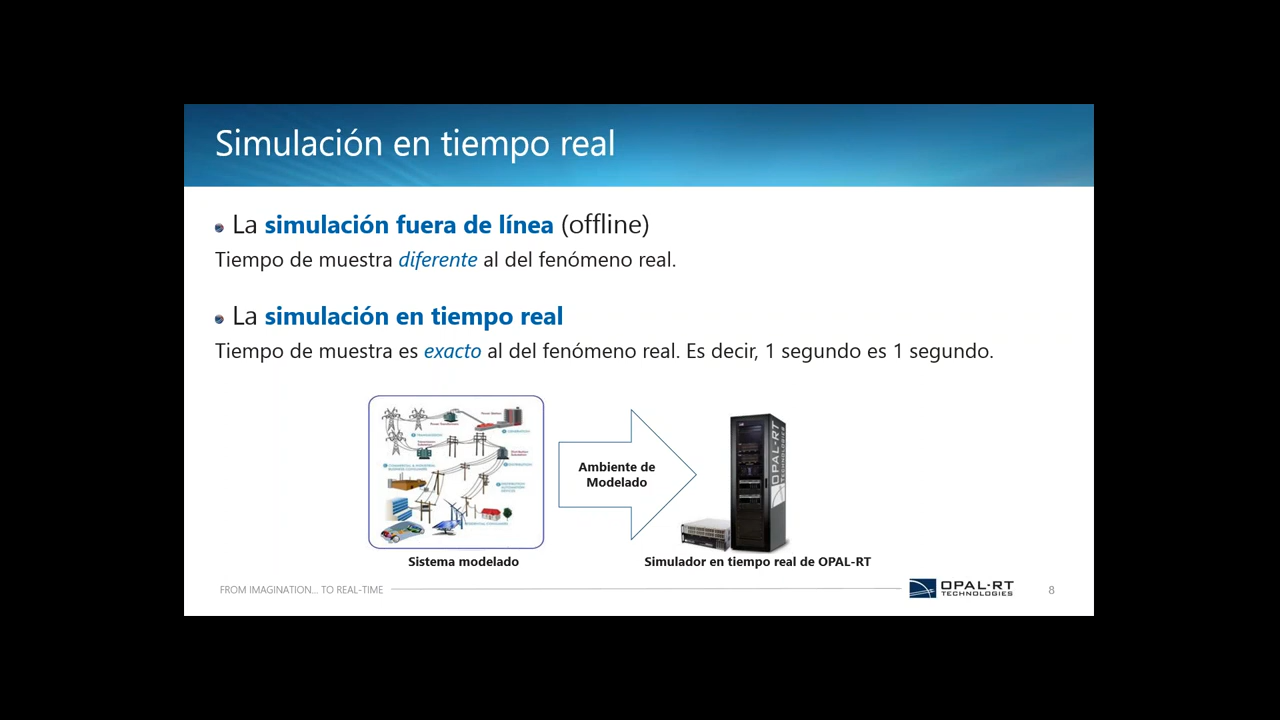 Simulación en tiempo real
La simulación fuera de línea (offline)
Tiempo de muestra diferente al del fenómeno real.
La simulación en tiempo real
Tiempo de muestra es exacto al del fenómeno real. Es decir, 1 segundo es 1 segundo.
Ambiente de
Modelado
OPAL-RT
TECHNOLOGIES
Sistema modelado
Simulador en tiempo real de OPAL-RT
FROM IMAGINATION... TO REAL-TIME
OPAL-RT
TECHNOLOGIES
8